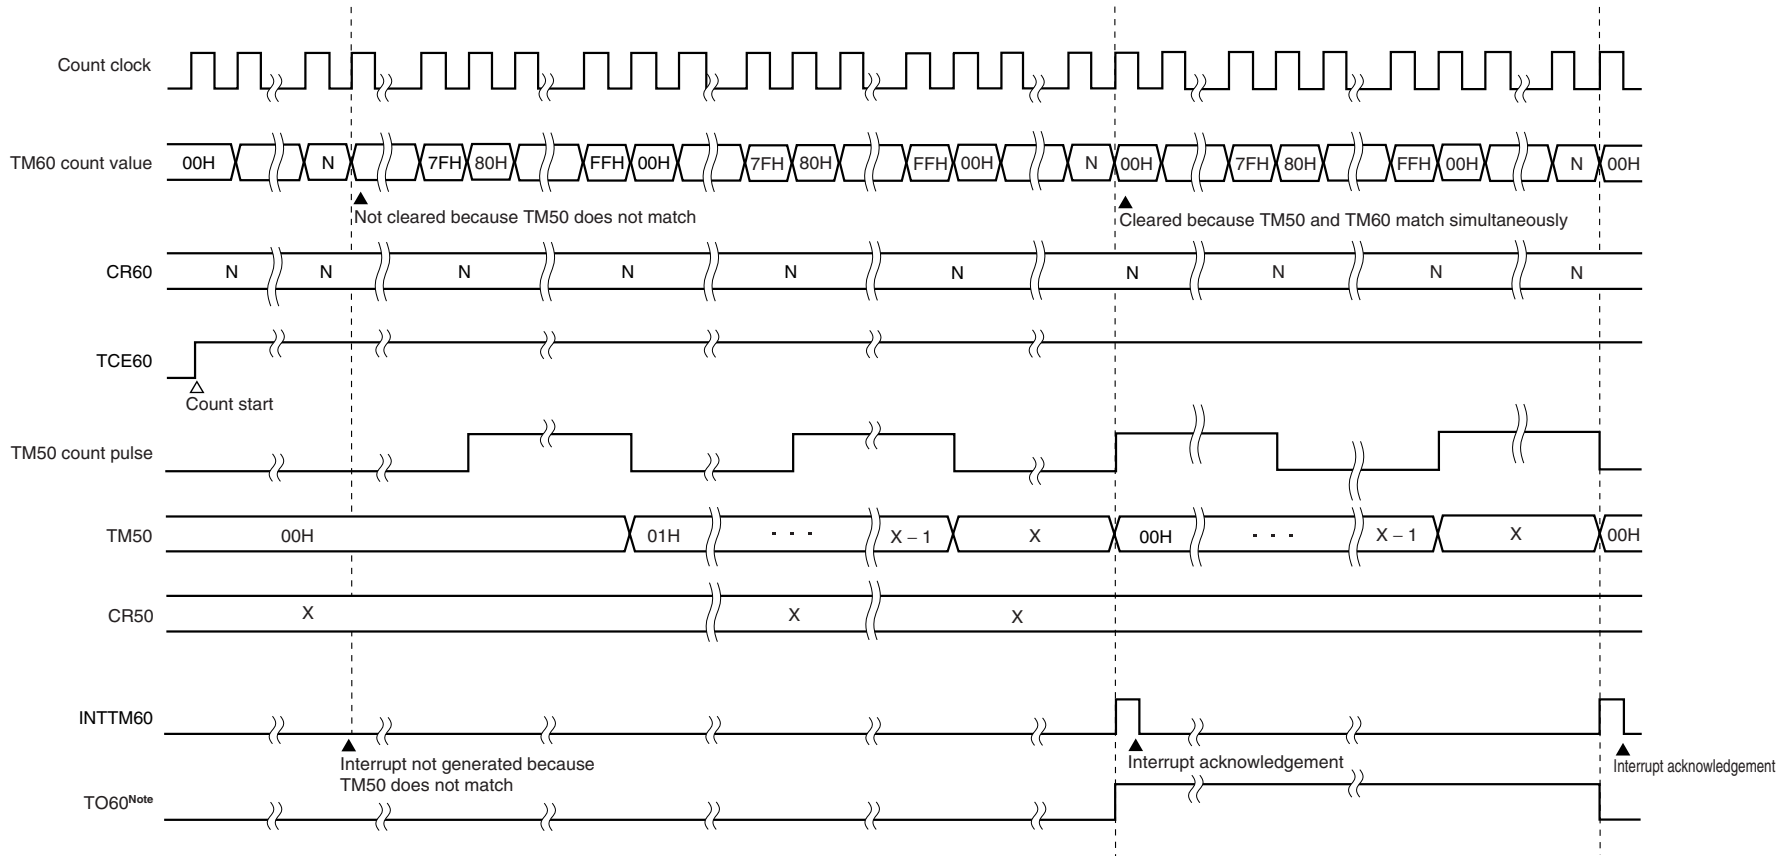 Count clock
TM60 count value 00H N 7FH 80H FFH 00H 7FH 80H FFH 00H N 00H 7FH 80H FFH 00H N 00H
Not cleared because TM50 does not match
Cleared because TM50 and TM60 match simultaneously
CR60 N N N N N N N N N N
TCE60
Count start
TM50 count pulse
TM50 00H 01H · · · X – 1 X 00H · · · X – 1 X 00H
CR50 X X X
INTTM60
Interrupt not generated because
TM50 does not match
Interrupt acknowledgement
Interrupt acknowledgement
TO60Note